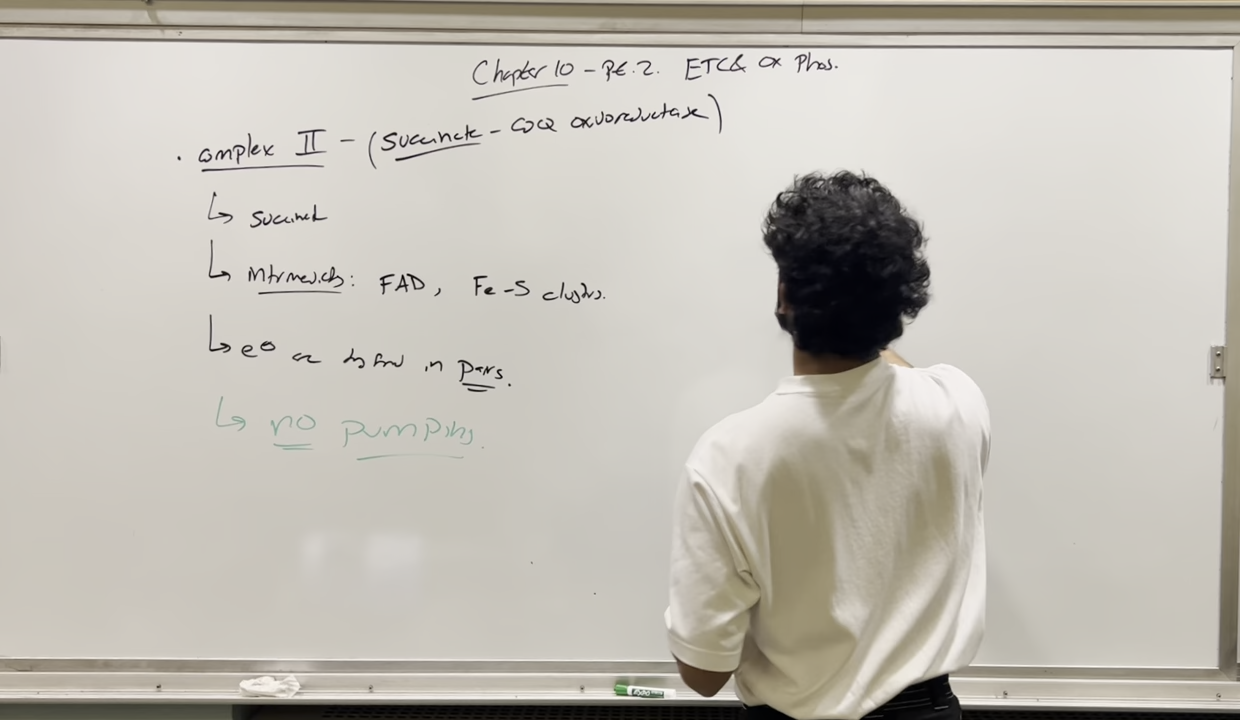 Chapter 10 - pt. 2. ETC & Ox Phos.
· complex II - (Succinate - CoQ oxidoreductase)
↳ Succinate
↳ Intermediates: FAD, Fe-S clusters.
↳ e⊖ are in pairs.
↳ no pumping.
EXPO